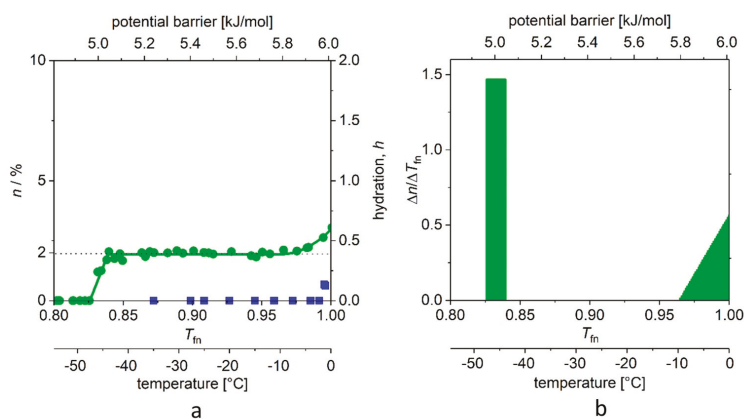 potential barrier [kJ/mol]
5.0 5.2 5.4 5.6 5.8 6.0
10 2.0
1.5
5 1.0
2 0.5
0 0.0
n / %
hydration, h
0.80 0.85 0.90 0.95 1.00
Tfn
-50 -40 -30 -20 -10 0
temperature [°C]
a
potential barrier [kJ/mol]
5.0 5.2 5.4 5.6 5.8 6.0
1.5
1.0
0.5
0.0
Δn/ΔTfn
0.80 0.85 0.90 0.95 1.00
Tfn
-50 -40 -30 -20 -10 0
temperature [°C]
b